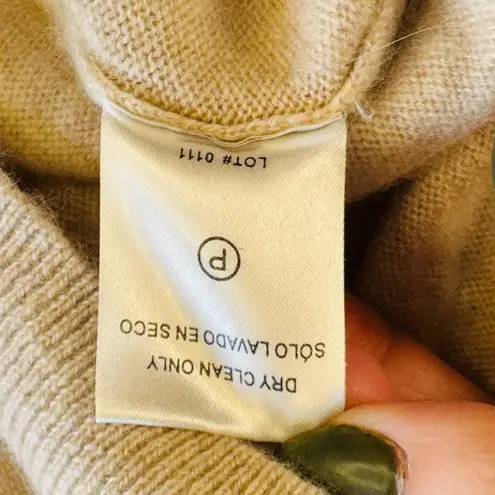 DRY CLEAN ONLY
SÓLO LAVADO EN SECO
P
LOT# 0111